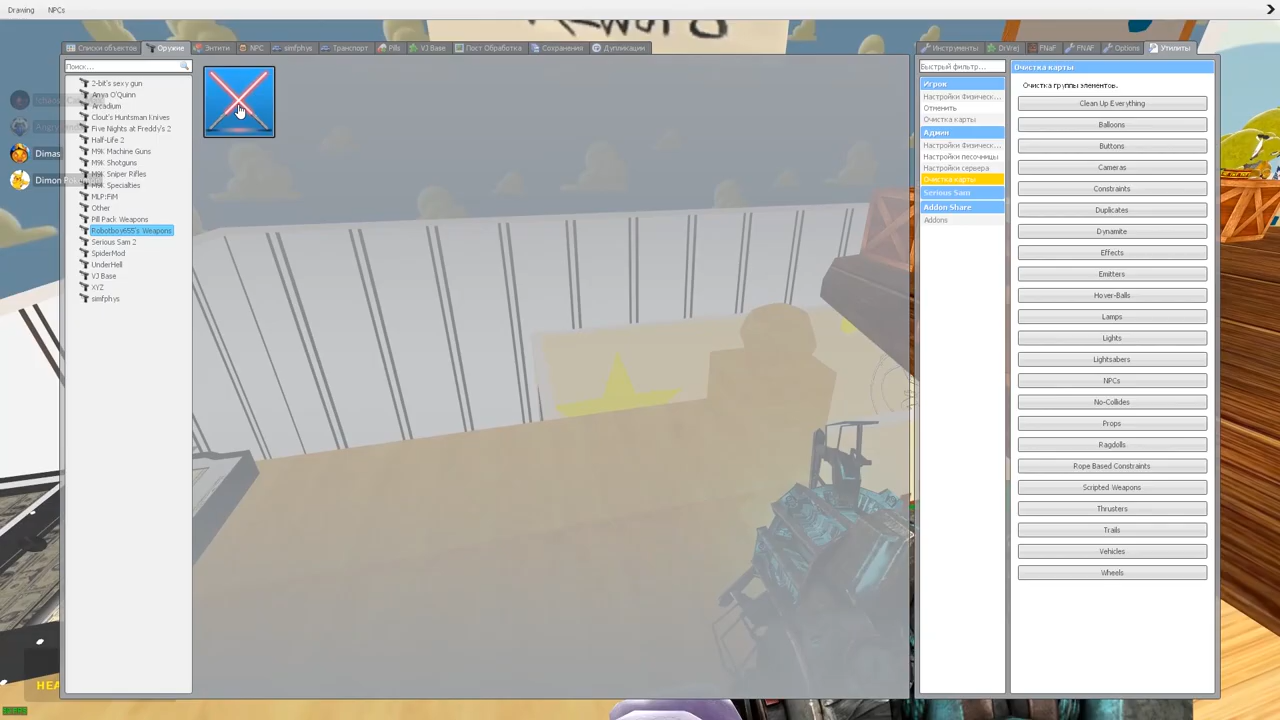 Drawing NPCs
Списки объектов Оружие Энтити NPC simfphys Транспорт Pills VJ Base Пост Обработка Сохранения Дупликации
Инструменты DrVrej FNaF FNAF Options Утилиты
Поиск...
2-bit's sexy gun
Anya O'Quinn
Arcadium
Clout's Huntsman Knives
Five Nights at Freddy's 2
Half-Life 2
M9K Machine Guns
M9K Shotguns
M9K Sniper Rifles
M9K Specialties
MLP:FiM
Other
Pill Pack Weapons
Robotboy655's Weapons
Serious Sam 2
SpiderMod
UnderHell
VJ Base
XYZ
simfphys
Dimas
Dimon
Быстрый фильтр...
Игрок
Настройки Физическ...
Отменить
Очистка карты
Админ
Настройки Физическ...
Настройки песочницы
Настройки сервера
Очистка карты
Serious Sam
Addon Share
Addons
Очистка карты
Очистка группы элементов.
Clean Up Everything
Balloons
Buttons
Cameras
Constraints
Duplicates
Dynamite
Effects
Emitters
Hover-Balls
Lamps
Lights
Lightsabers
NPCs
No-Collides
Props
Ragdolls
Rope Based Constraints
Scripted Weapons
Thrusters
Trails
Vehicles
Wheels